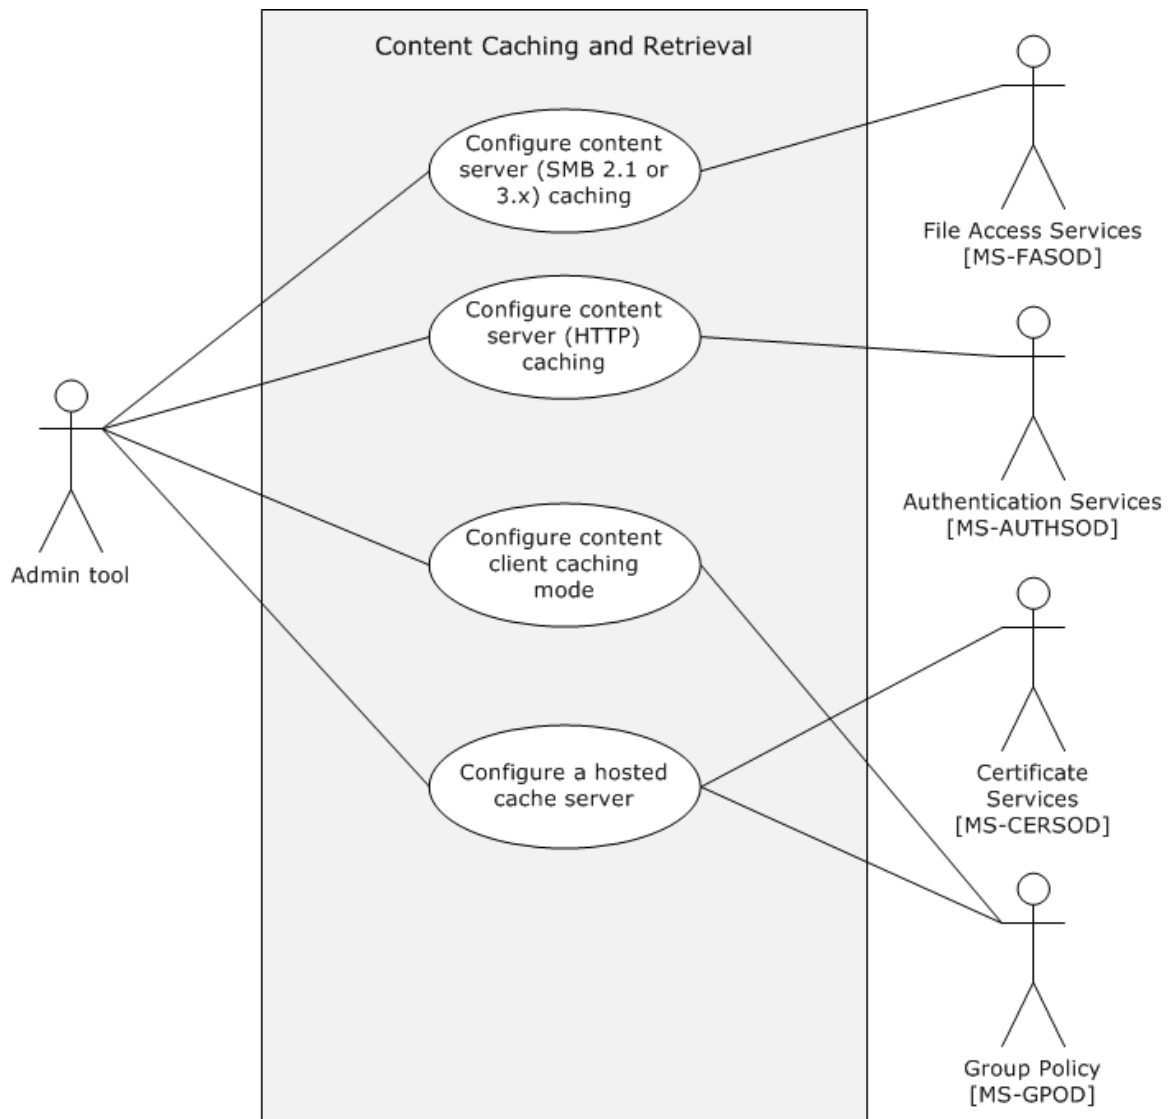 Content Caching and Retrieval
Configure content
server (SMB 2.1 or
3.x) caching
File Access Services
[MS-FASOD]
Configure content
server (HTTP)
caching
Authentication Services
[MS-AUTHSOD]
Admin tool
Configure content
client caching
mode
Configure a hosted
cache server
Certificate
Services
[MS-CERSOD]
Group Policy
[MS-GPOD]